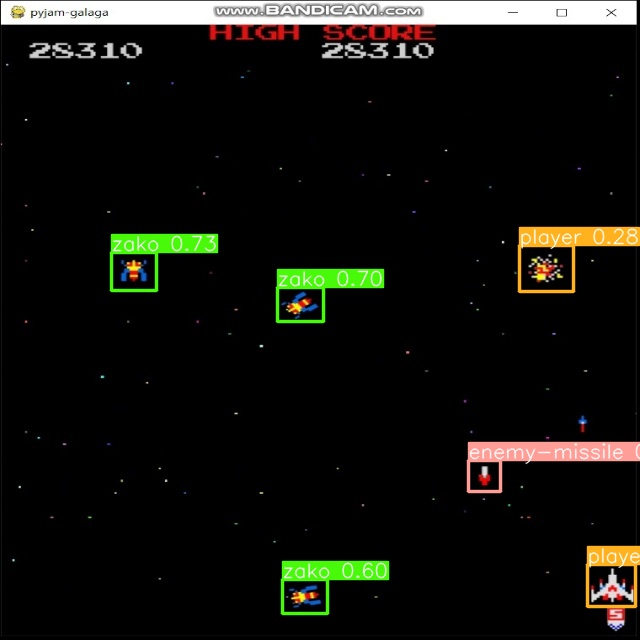 pyjam-galaga
www.BANDICAM.com
HIGH SCORE
28310 28310
player 0.28
zako 0.73
zako 0.70
enemy-missile
playe
zako 0.60
S